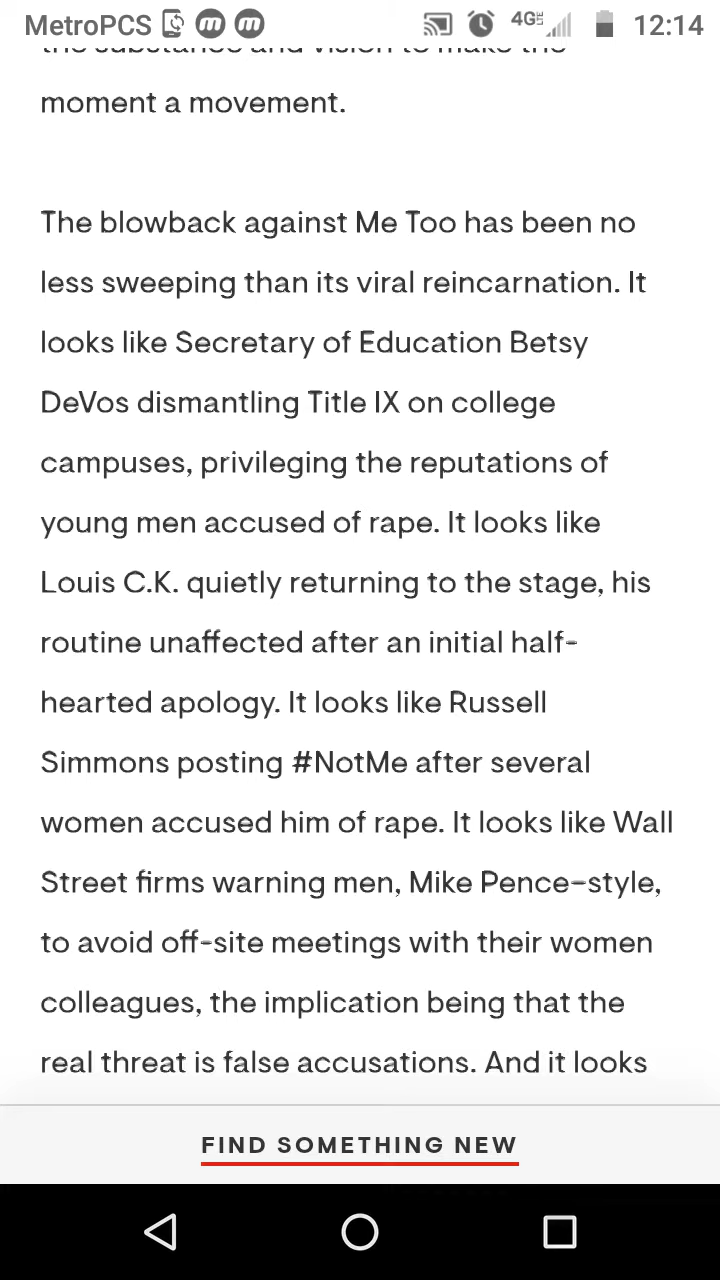 MetroPCS 4GLTE 12:14
moment a movement.
The blowback against Me Too has been no
less sweeping than its viral reincarnation. It
looks like Secretary of Education Betsy
DeVos dismantling Title IX on college
campuses, privileging the reputations of
young men accused of rape. It looks like
Louis C.K. quietly returning to the stage, his
routine unaffected after an initial half-
hearted apology. It looks like Russell
Simmons posting #NotMe after several
women accused him of rape. It looks like Wall
Street firms warning men, Mike Pence–style,
to avoid off-site meetings with their women
colleagues, the implication being that the
real threat is false accusations. And it looks
FIND SOMETHING NEW